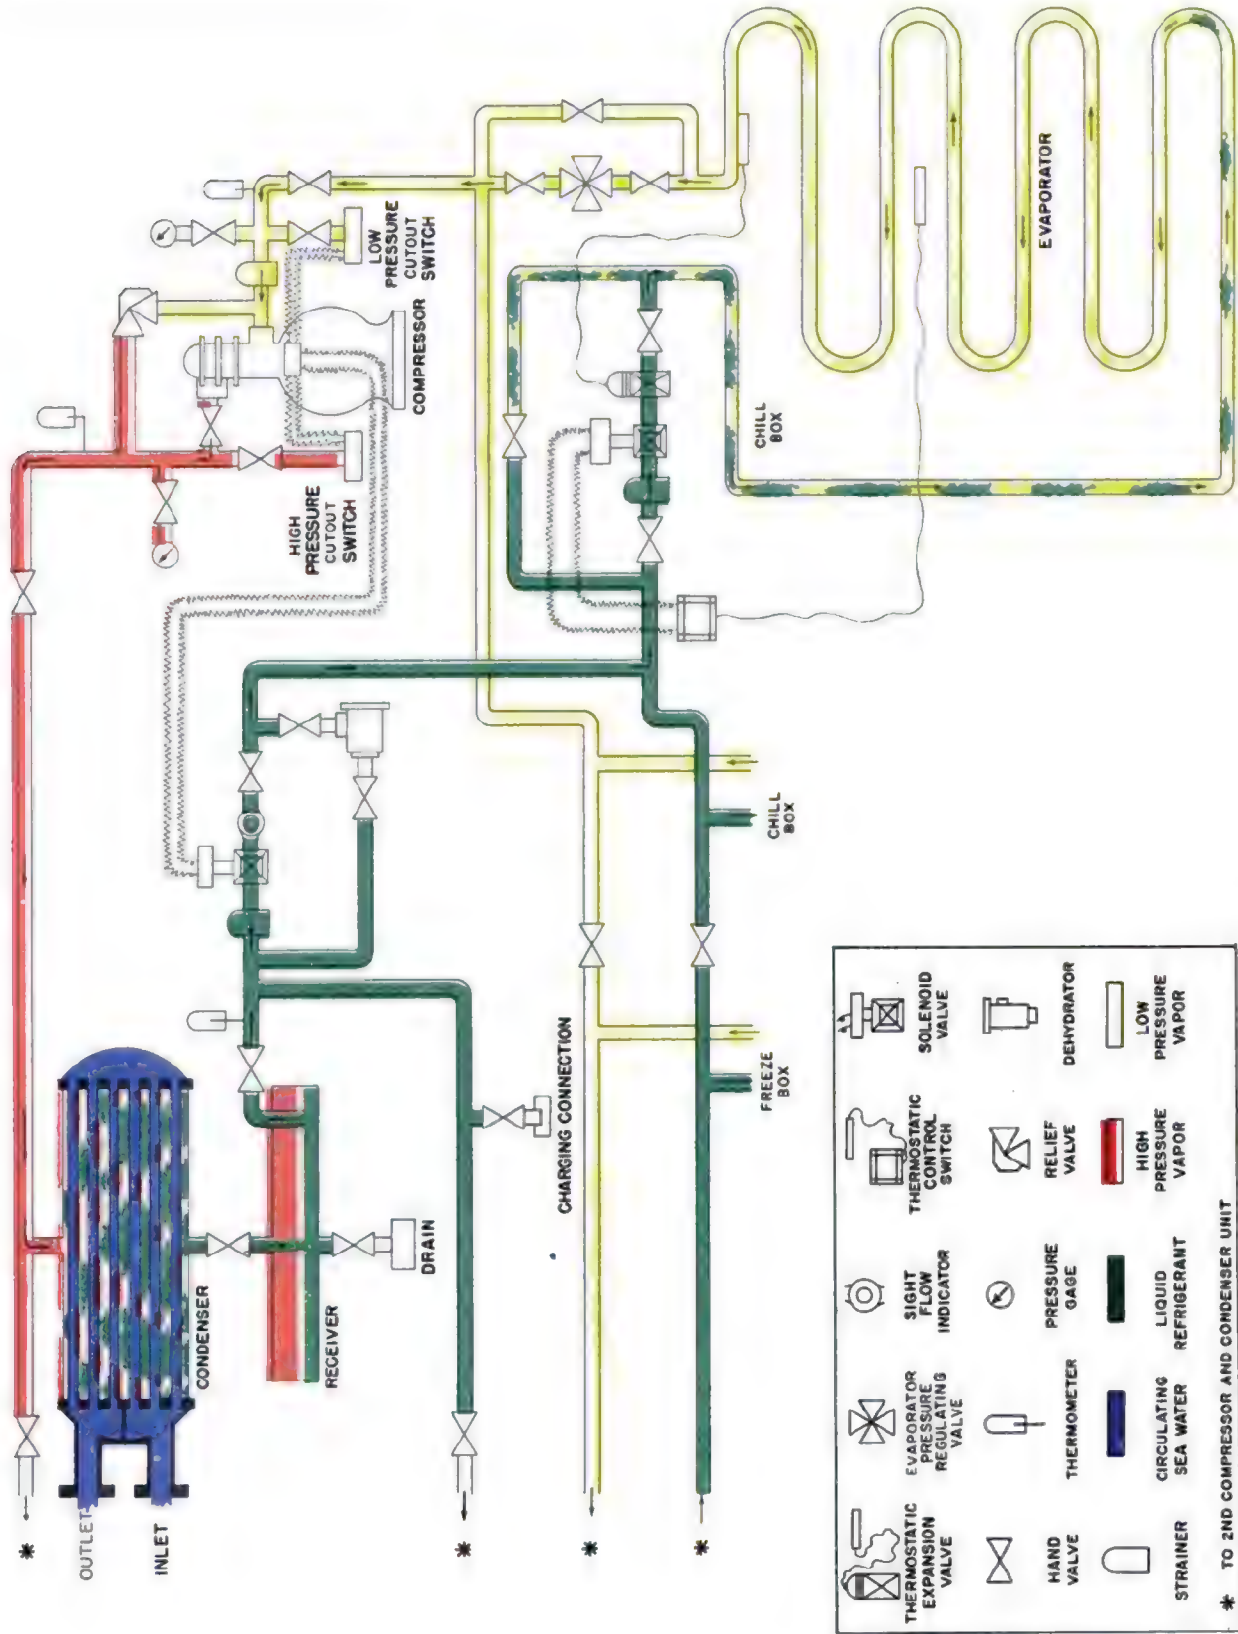 OUTLET
INLET
CONDENSER
RECEIVER
DRAIN
CHARGING CONNECTION
HIGH
PRESSURE
CUTOUT
SWITCH
COMPRESSOR
LOW
PRESSURE
CUTOUT
SWITCH
FREEZE
BOX
CHILL
BOX
CHILL
BOX
EVAPORATOR
THERMOSTATIC
EXPANSION
VALVE
EVAPORATOR
PRESSURE
REGULATING
VALVE
SIGHT
FLOW
INDICATOR
THERMOSTATIC
CONTROL
SWITCH
SOLENOID
VALVE
HAND
VALVE
THERMOMETER
PRESSURE
GAGE
RELIEF
VALVE
DEHYDRATOR
STRAINER
CIRCULATING
SEA WATER
LIQUID
REFRIGERANT
HIGH
PRESSURE
VAPOR
LOW
PRESSURE
VAPOR
* TO 2ND COMPRESSOR AND CONDENSER UNIT
*
*
*
*